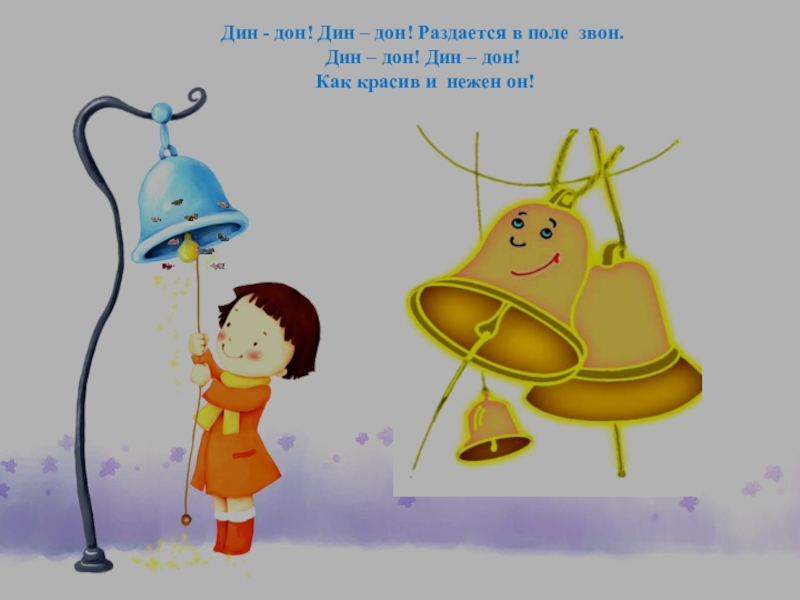 Дин - дон! Дин – дон! Раздается в поле звон.
Дин – дон! Дин – дон!
Как красив и нежен он!